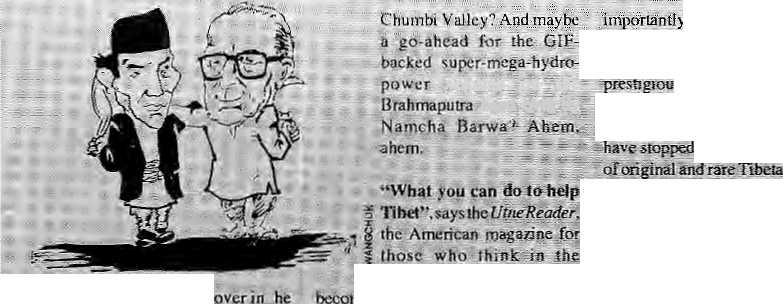 Chumbi Valley? And maybe
a go-ahead for the GIF-
backed super-mega-hydro-
power
Brahmaputra
Namcha Barwa? Ahem,
ahem.
"What you can do to help
Tibet", says the Utne Reader,
the American magazine for
those who think in the
WANGCHUK
over in he becor
importantly
prestigiou
have stopped
of original and rare Tibeta